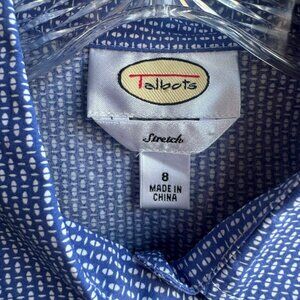 Talbots
Stretch
8
MADE IN
CHINA